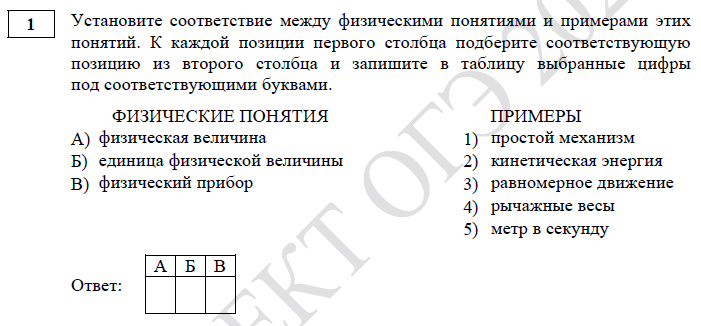 1
Установите соответствие между физическими понятиями и примерами этих
понятий. К каждой позиции первого столбца подберите соответствующую
позицию из второго столбца и запишите в таблицу выбранные цифры
под соответствующими буквами.
ФИЗИЧЕСКИЕ ПОНЯТИЯ
А) физическая величина
Б) единица физической величины
В) физический прибор
ПРИМЕРЫ
1) простой механизм
2) кинетическая энергия
3) равномерное движение
4) рычажные весы
5) метр в секунду
Ответ:
А Б В
ЕКТ ОГЭ 202